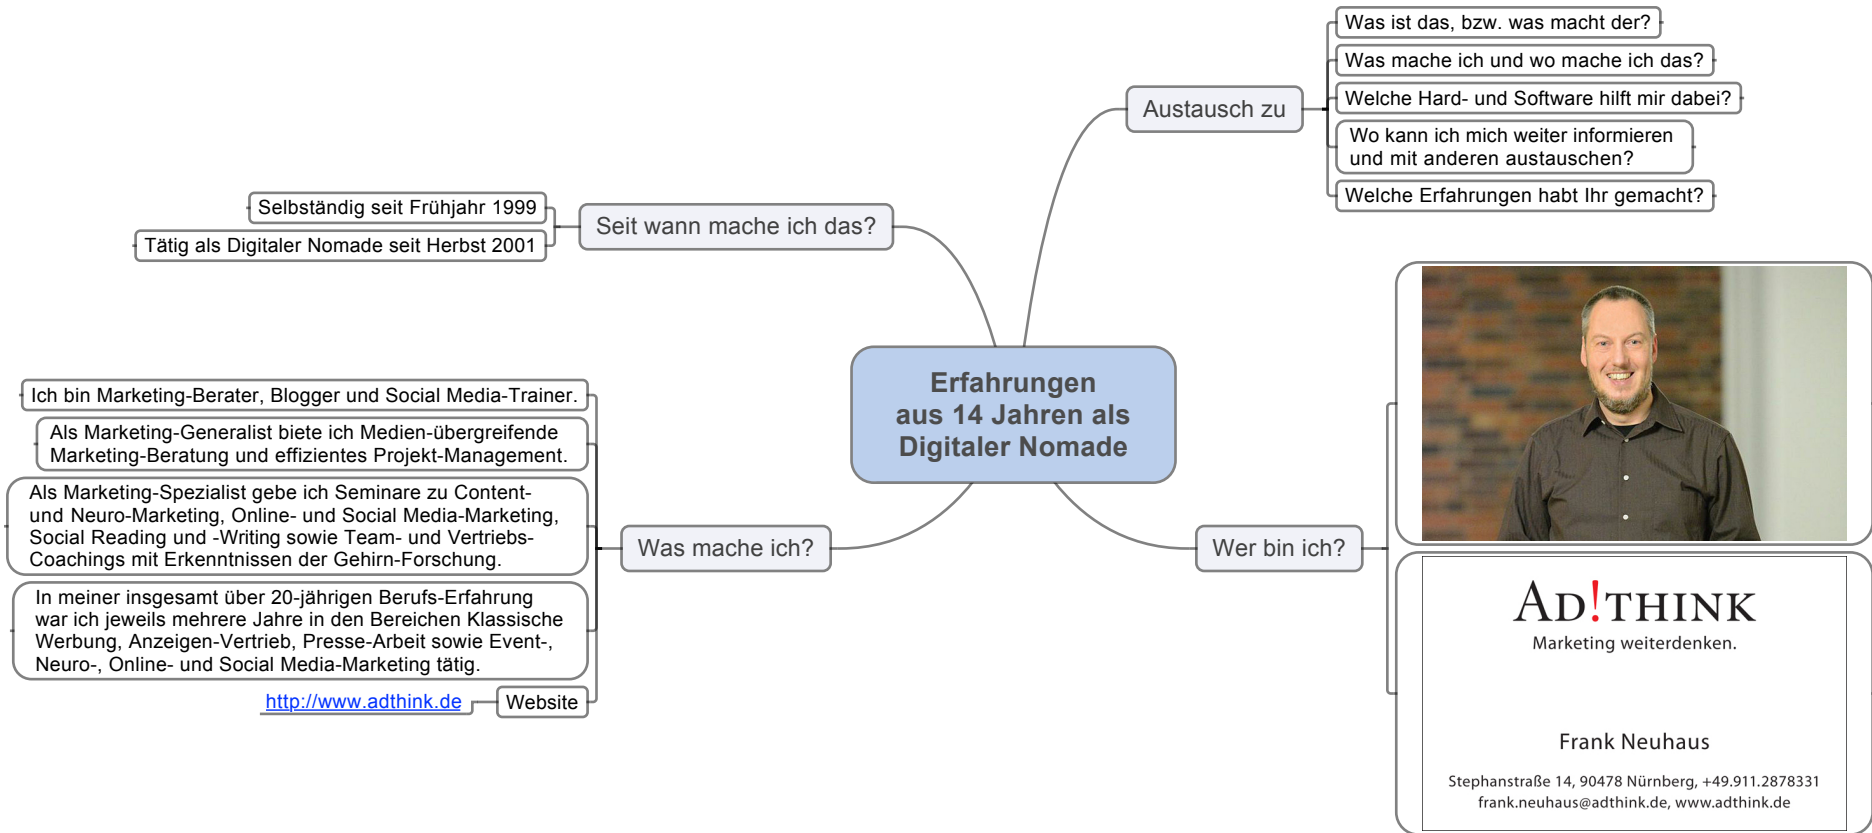 Erfahrungen
aus 14 Jahren als
Digitaler Nomade
Austausch zu
Was ist das, bzw. was macht der?
Was mache ich und wo mache ich das?
Welche Hard- und Software hilft mir dabei?
Wo kann ich mich weiter informieren
und mit anderen austauschen?
Welche Erfahrungen habt Ihr gemacht?
Wer bin ich?
AD!THINK
Marketing weiterdenken.
Frank Neuhaus
Stephanstraße 14, 90478 Nürnberg, +49.911.2878331
frank.neuhaus@adthink.de, www.adthink.de
Was mache ich?
Ich bin Marketing-Berater, Blogger und Social Media-Trainer.
Als Marketing-Generalist biete ich Medien-übergreifende
Marketing-Beratung und effizientes Projekt-Management.
Als Marketing-Spezialist gebe ich Seminare zu Content-
und Neuro-Marketing, Online- und Social Media-Marketing,
Social Reading und -Writing sowie Team- und Vertriebs-
Coachings mit Erkenntnissen der Gehirn-Forschung.
In meiner insgesamt über 20-jährigen Berufs-Erfahrung
war ich jeweils mehrere Jahre in den Bereichen Klassische
Werbung, Anzeigen-Vertrieb, Presse-Arbeit sowie Event-,
Neuro-, Online- und Social Media-Marketing tätig.
Website
http://www.adthink.de
Seit wann mache ich das?
Selbständig seit Frühjahr 1999
Tätig als Digitaler Nomade seit Herbst 2001